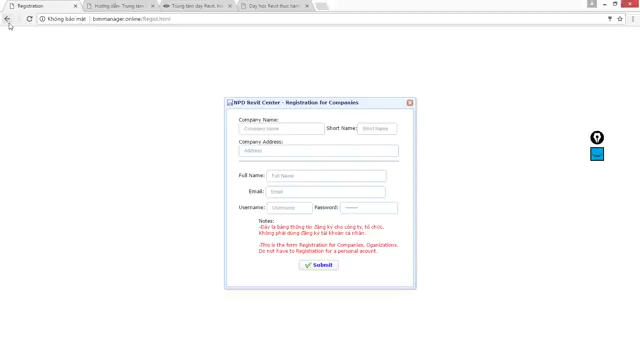 Registration
Hướng dẫn- Trung tâm
Trung tâm dạy Revit, h
Dạy học Revit thực hàn
Không bảo mật | bimmanager.online/Regist.html
NPD Revit Center - Registration for Companies
Company Name:
Company name Short Name: Short Name
Company Address:
Address
Full Name: Full Name
Email: Email
Username: Username Password:
Notes:
-Đây là bảng thông tin đăng ký cho công ty, tổ chức.
Không phải dùng đăng ký tài khoản cá nhân.
-This is the form Registration for Companies, Oganizations.
Do not have to Registration for a personal acount.
Submit